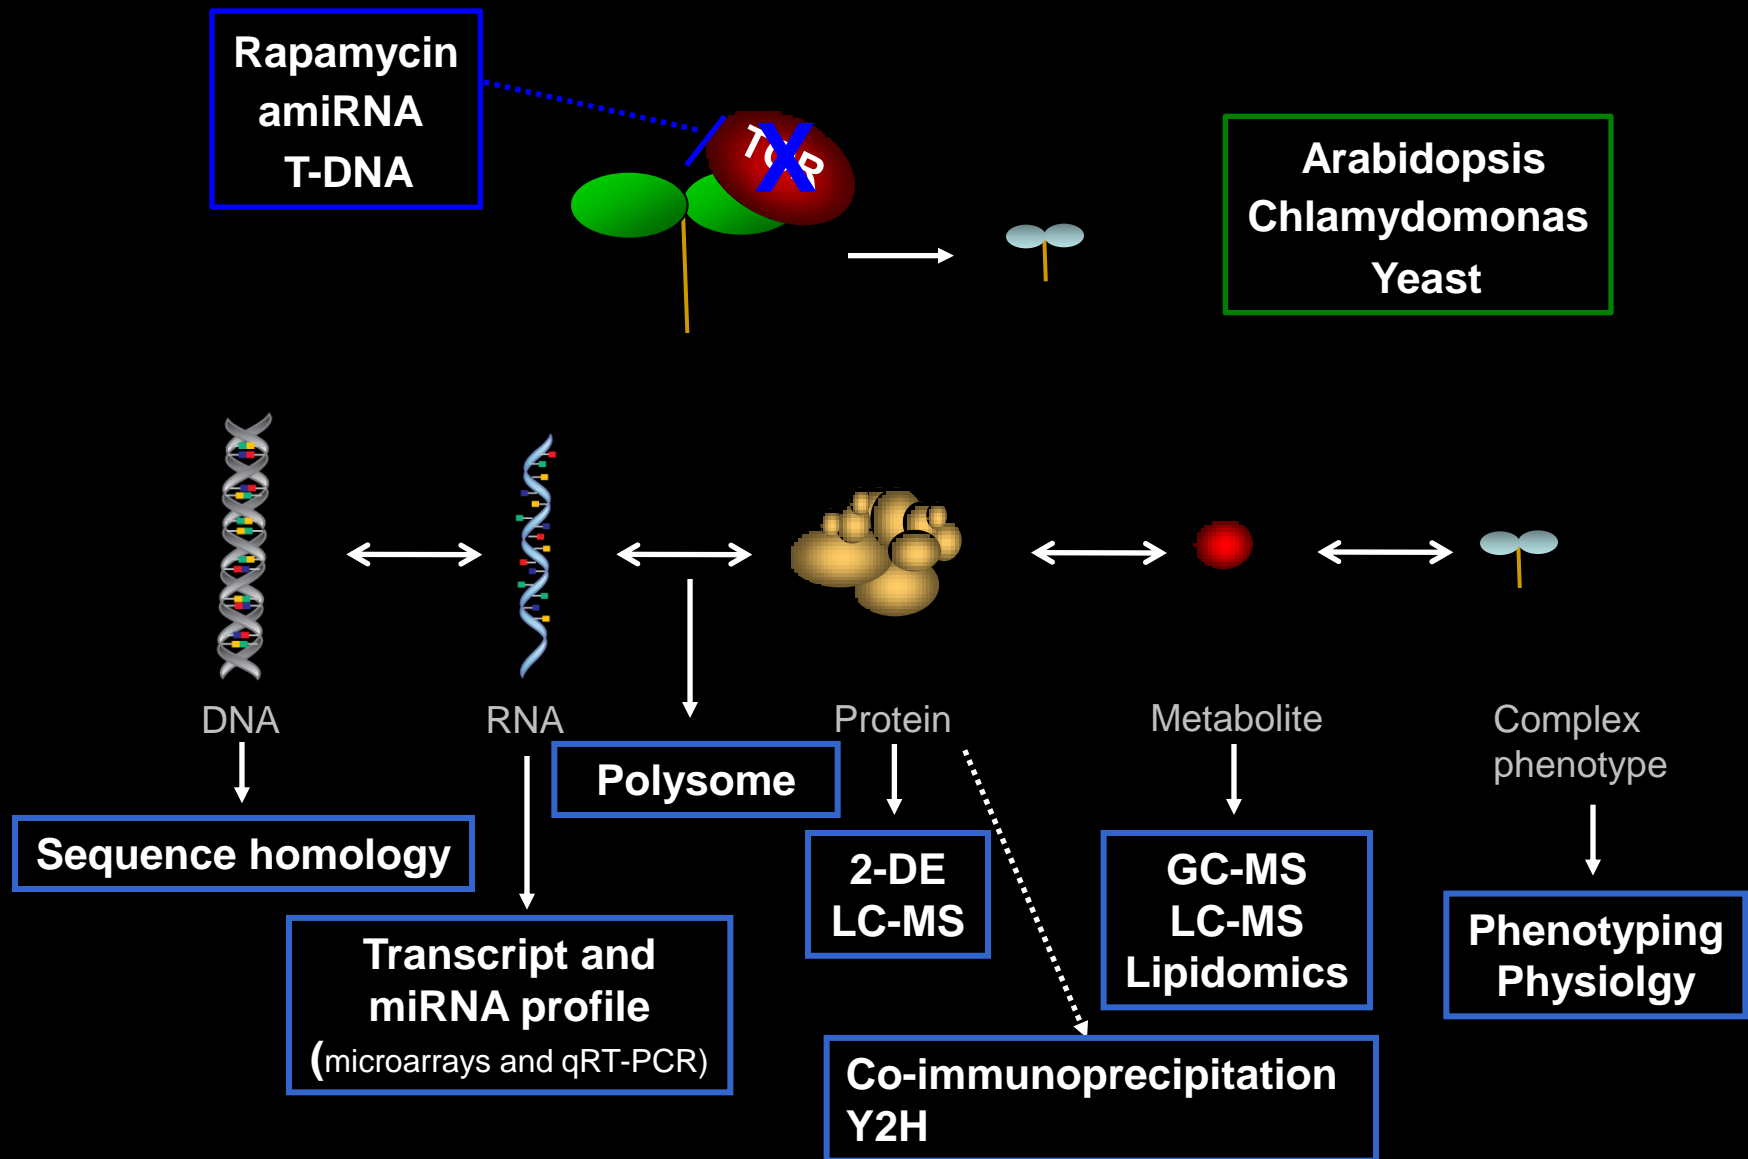 Rapamycin
amiRNA
T-DNA
TOR
X
Arabidopsis
Chlamydomonas
Yeast
DNA
RNA
Protein
Metabolite
Complex
phenotype
Polysome
Sequence homology
2-DE
LC-MS
GC-MS
LC-MS
Lipidomics
Phenotyping
Physiolgy
Transcript and
miRNA profile
(microarrays and qRT-PCR)
Co-immunoprecipitation
Y2H